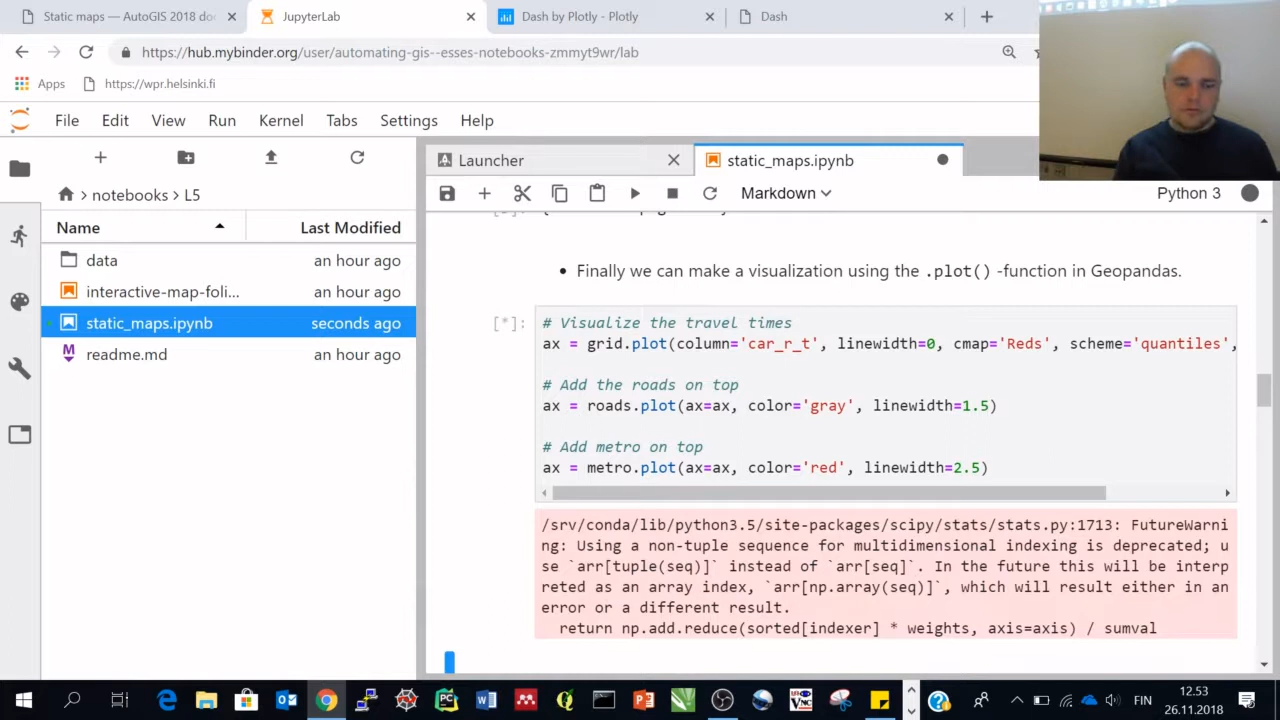 Static maps — AutoGIS 2018 do
JupyterLab
Dash by Plotly - Plotly
Dash
https://hub.mybinder.org/user/automating-gis--esses-notebooks-zmmyt9wr/lab
Apps
https://wpr.helsinki.fi
File Edit View Run Kernel Tabs Settings Help
Launcher
static_maps.ipynb
Markdown
Python 3
> notebooks > L5
Name
Last Modified
data
an hour ago
interactive-map-foli...
an hour ago
static_maps.ipynb
seconds ago
readme.md
an hour ago
• Finally we can make a visualization using the .plot() -function in Geopandas.
[*]:
# Visualize the travel times
ax = grid.plot(column='car_r_t', linewidth=0, cmap='Reds', scheme='quantiles',
# Add the roads on top
ax = roads.plot(ax=ax, color='gray', linewidth=1.5)
# Add metro on top
ax = metro.plot(ax=ax, color='red', linewidth=2.5)
/srv/conda/lib/python3.5/site-packages/scipy/stats/stats.py:1713: FutureWarni
ng: Using a non-tuple sequence for multidimensional indexing is deprecated; u
se `arr[tuple(seq)]` instead of `arr[seq]`. In the future this will be interp
reted as an array index, `arr[np.array(seq)]`, which will result either in an
error or a different result.
return np.add.reduce(sorted[indexer] * weights, axis=axis) / sumval
FIN
12.53
26.11.2018